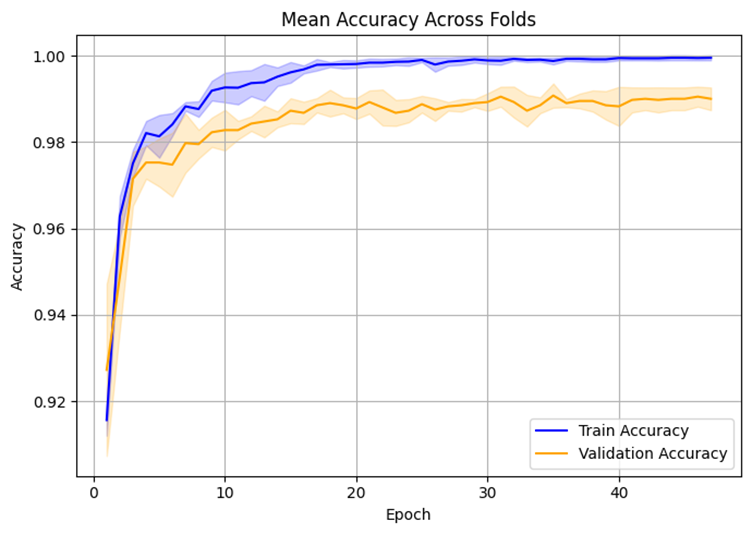 Mean Accuracy Across Folds
1.00
0.98
0.96
0.94
0.92
Accuracy
Train Accuracy
Validation Accuracy
0 10 20 30 40
Epoch